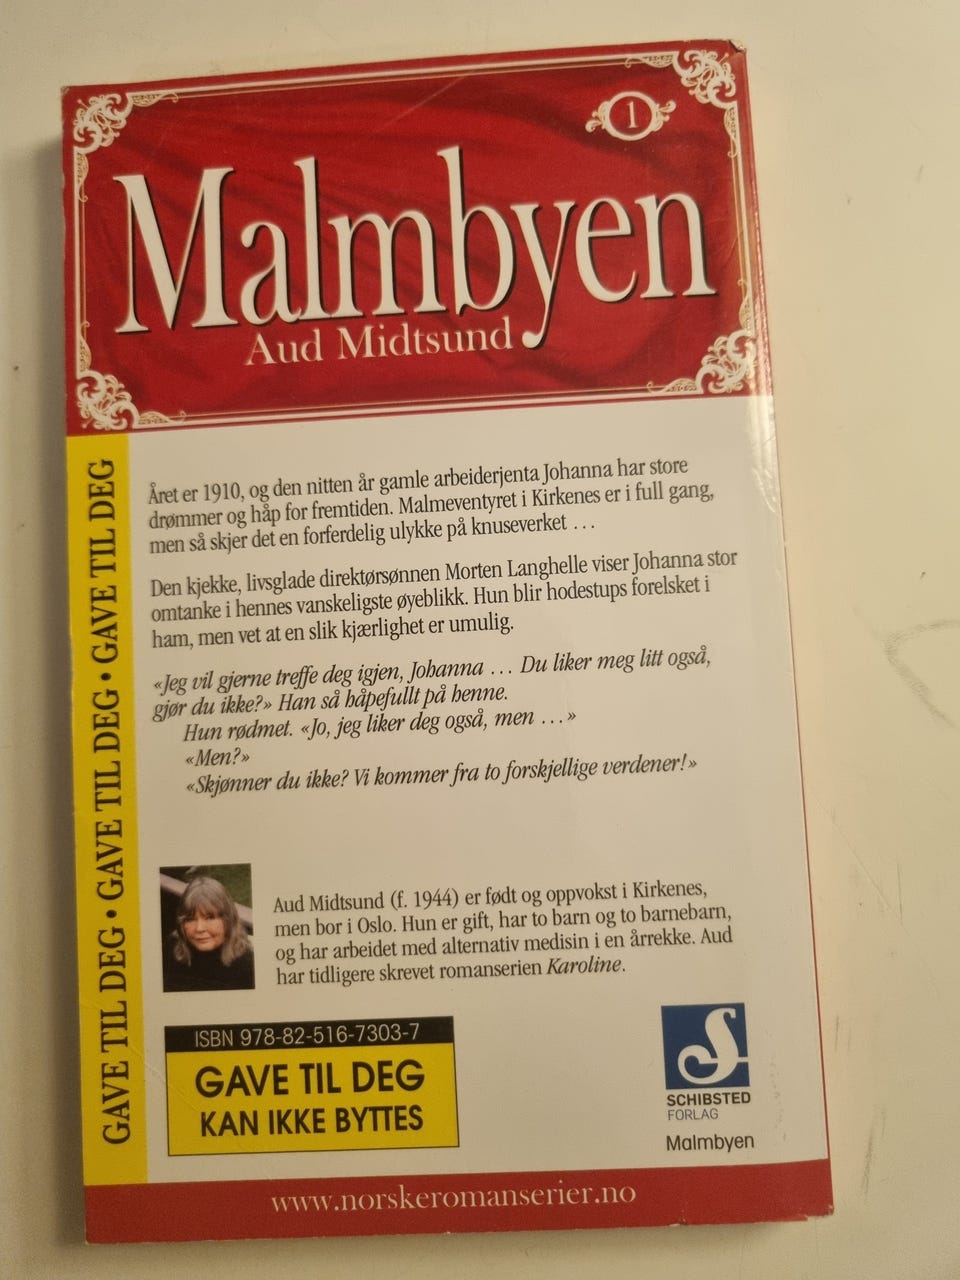 1
Malmbyen
Aud Midtsund
GAVE TIL DEG • GAVE TIL DEG • GAVE TIL DEG
Året er 1910, og den nitten år gamle arbeiderjenta Johanna har store
drømmer og håp for fremtiden. Malmeventyret i Kirkenes er i full gang,
men så skjer det en forferdelig ulykke på knuseverket ...
Den kjekke, livsglade direktørsønnen Morten Langhelle viser Johanna stor
omtanke i hennes vanskeligste øyeblikk. Hun blir hodestups forelsket i
ham, men vet at en slik kjærlighet er umulig.
«Jeg vil gjerne treffe deg igjen, Johanna ... Du liker meg litt også,
gjør du ikke?» Han så håpefullt på henne.
Hun rødmet. «Jo, jeg liker deg også, men ...»
«Men?»
«Skjønner du ikke? Vi kommer fra to forskjellige verdener!»
Aud Midtsund (f. 1944) er født og oppvokst i Kirkenes,
men bor i Oslo. Hun er gift, har to barn og to barnebarn,
og har arbeidet med alternativ medisin i en årrekke. Aud
har tidligere skrevet romanserien Karoline.
ISBN 978-82-516-7303-7
GAVE TIL DEG
KAN IKKE BYTTES
S
SCHIBSTED
FORLAG
Malmbyen
www.norskeromanserier.no